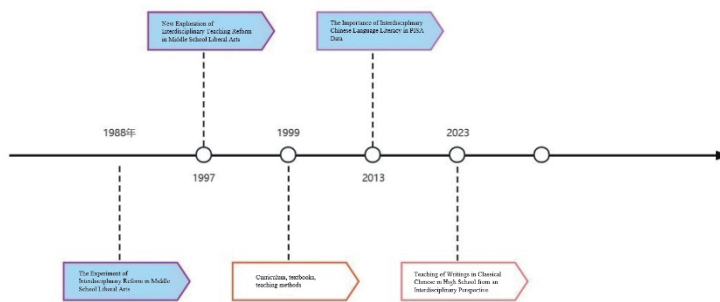 New Exploration of
Interdisciplinary Teaching Reform
in Middle School Liberal Arts
The Importance of Interdisciplinary
Chinese Language Literacy in PISA
Data
1988年
1999
2023
1997
2013
The Experiment of
Interdisciplinary Reform in Middle
School Liberal Arts
Curriculum, textbooks,
teaching methods
Teaching of Writings in Classical
Chinese in High School from an
Interdisciplinary Perspective